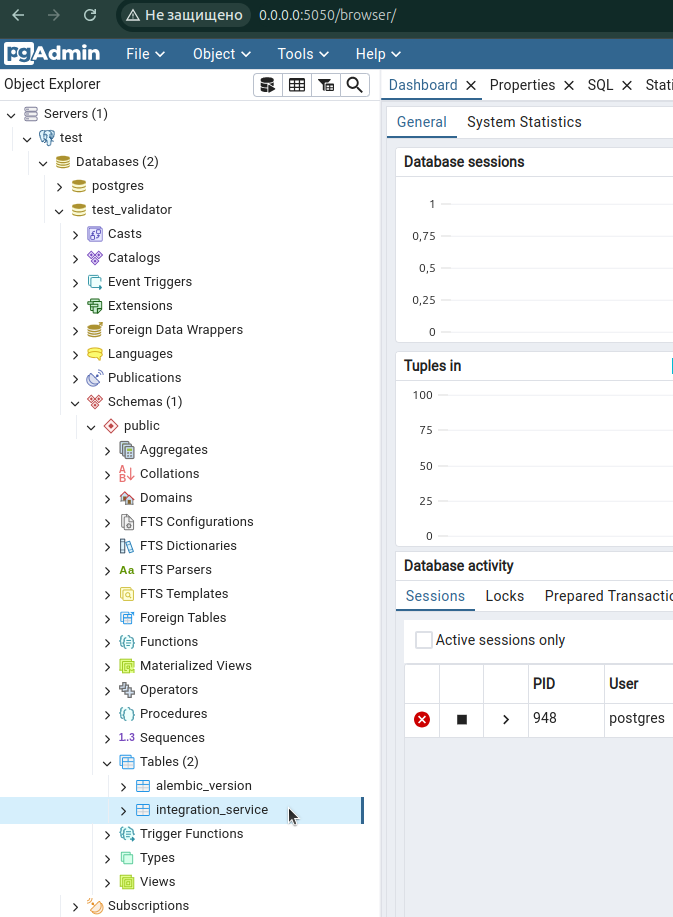 Не защищено 0.0.0.0:5050/browser/
pgAdmin File Object Tools Help
Object Explorer
Servers (1)
test
Databases (2)
postgres
test_validator
Casts
Catalogs
Event Triggers
Extensions
Foreign Data Wrappers
Languages
Publications
Schemas (1)
public
Aggregates
Collations
Domains
FTS Configurations
FTS Dictionaries
Aa FTS Parsers
FTS Templates
Foreign Tables
Functions
Materialized Views
Operators
Procedures
1.3 Sequences
Tables (2)
alembic_version
integration_service
Trigger Functions
Types
Views
Subscriptions
Dashboard Properties SQL Stati
General System Statistics
Database sessions
1
0,75
0,5
0,25
0
Tuples in
100
75
50
25
0
Database activity
Sessions Locks Prepared Transactio
Active sessions only
PID User
948 postgres